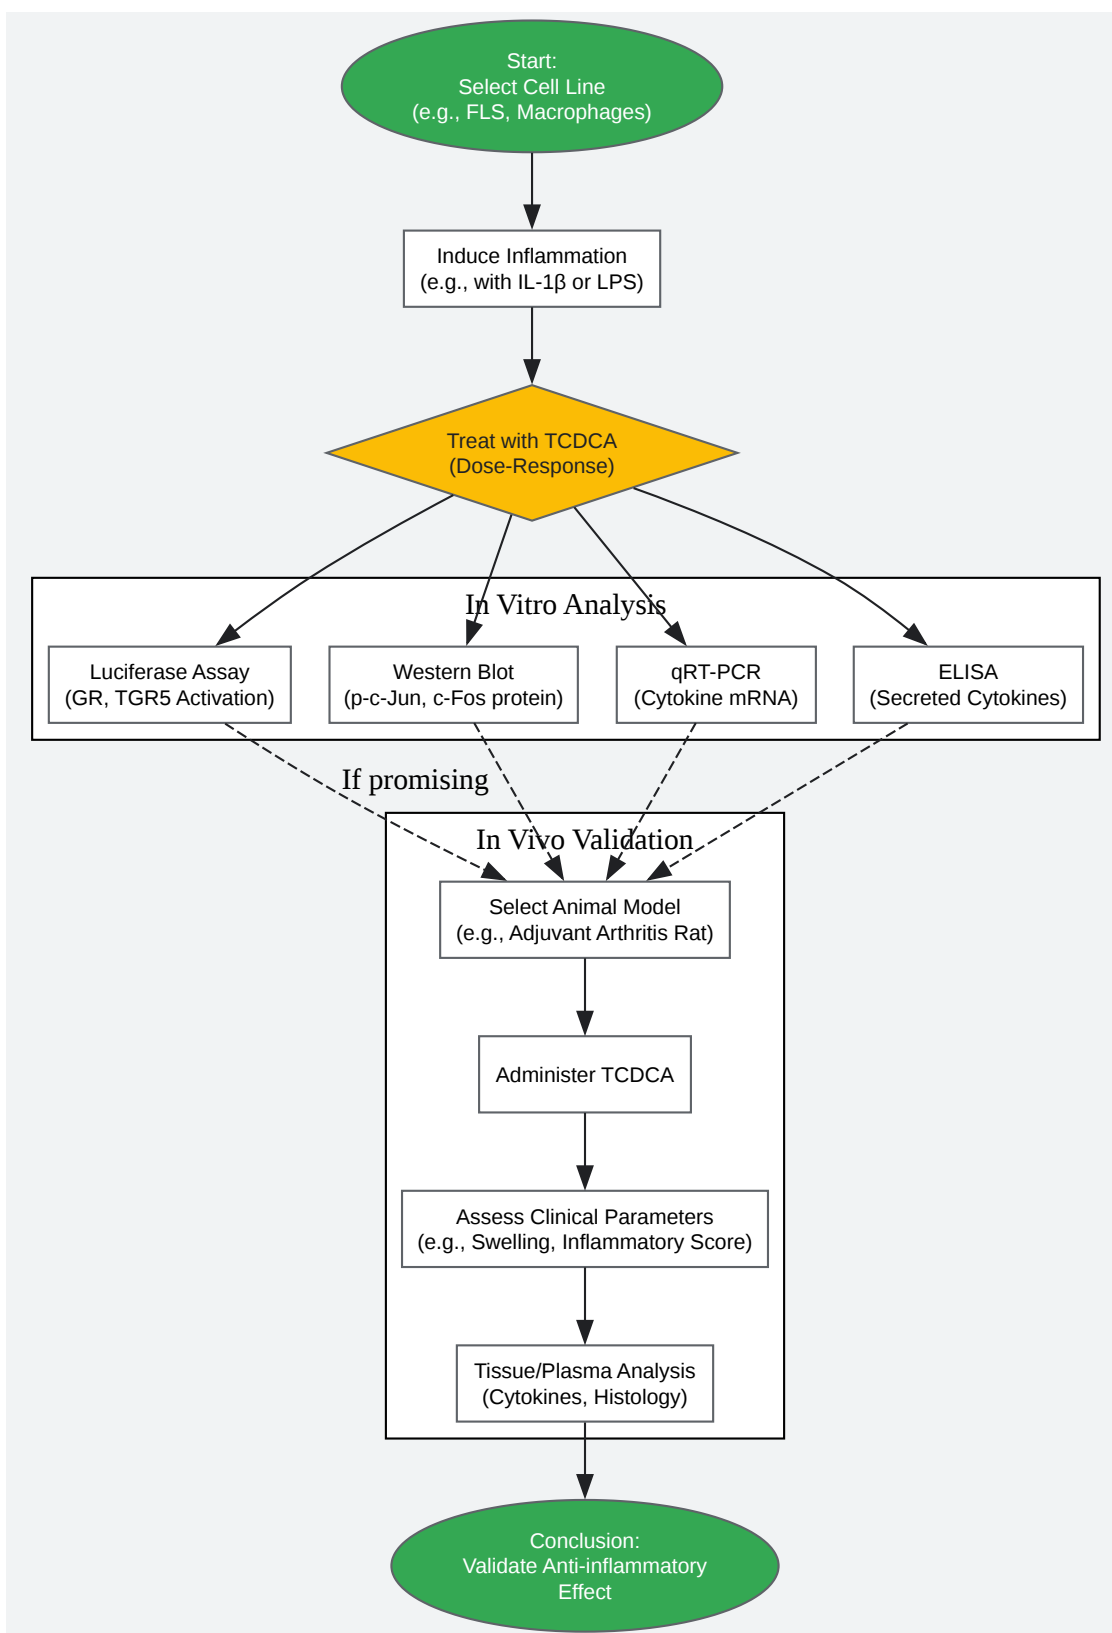 Start:
Select Cell Line
(e.g., FLS, Macrophages)
Induce Inflammation
(e.g., with IL-1β or LPS)
Treat with TCDCA
(Dose-Response)
In Vitro Analysis
Luciferase Assay
(GR, TGR5 Activation)
Western Blot
(p-c-Jun, c-Fos protein)
qRT-PCR
(Cytokine mRNA)
ELISA
(Secreted Cytokines)
If promising
In Vivo Validation
Select Animal Model
(e.g., Adjuvant Arthritis Rat)
Administer TCDCA
Assess Clinical Parameters
(e.g., Swelling, Inflammatory Score)
Tissue/Plasma Analysis
(Cytokines, Histology)
Conclusion:
Validate Anti-inflammatory
Effect